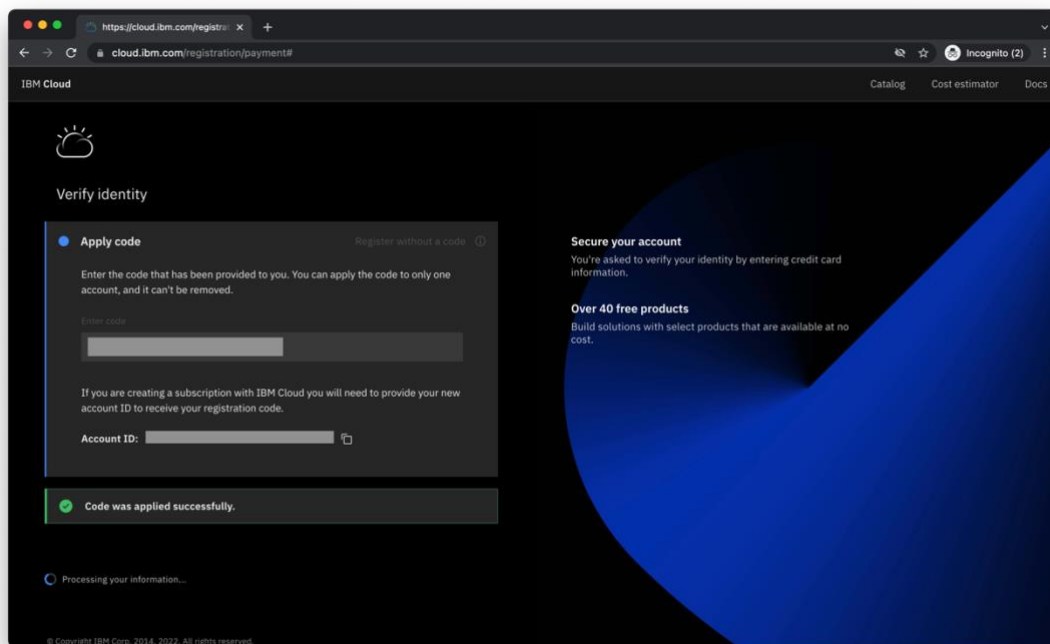 https://cloud.ibm.com/registra
cloud.ibm.com/registration/payment#
Incognito (2)
IBM Cloud
Catalog
Cost estimator
Docs
Verify identity
Apply code
Register without a code
Enter the code that has been provided to you. You can apply the code to only one
account, and it can't be removed.
Enter code
If you are creating a subscription with IBM Cloud you will need to provide your new
account ID to receive your registration code.
Account ID:
Code was applied successfully.
Processing your information...
Secure your account
You're asked to verify your identity by entering credit card
information.
Over 40 free products
Build solutions with select products that are available at no
cost.
© Copyright IBM Corp. 2014, 2022. All rights reserved.